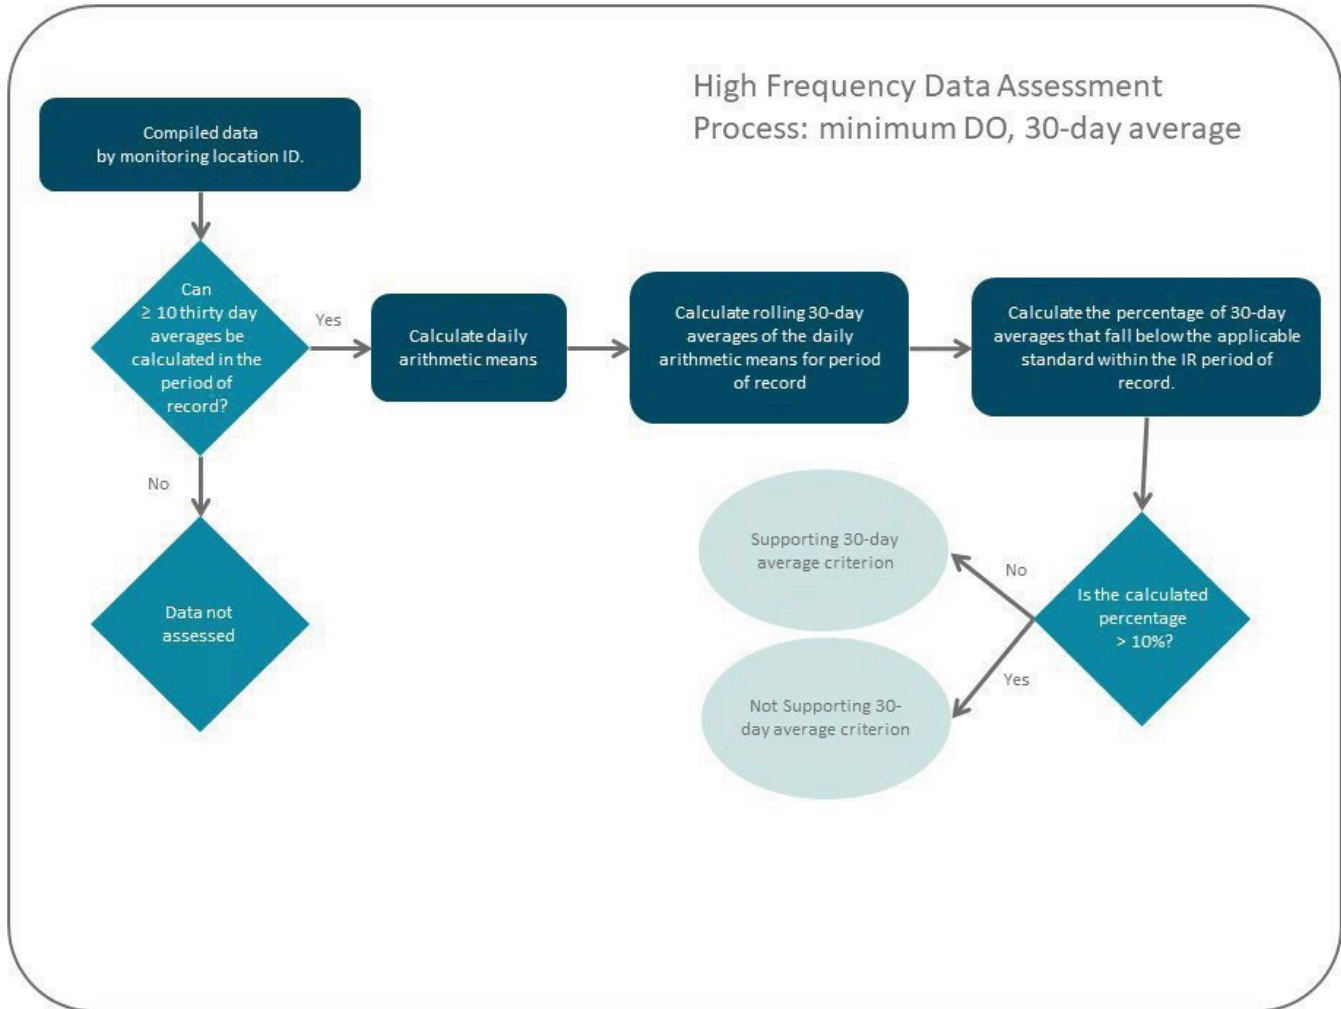 High Frequency Data Assessment
Process: minimum DO, 30-day average
Compiled data
by monitoring location ID.
Can
≥ 10 thirty day
averages be
calculated in the
period of
record?
Yes
Calculate daily
arithmetic means
Calculate rolling 30-day
averages of the daily
arithmetic means for period
of record
Calculate the percentage of 30-day
averages that fall below the applicable
standard within the IR period of
record.
No
Data not
assessed
Is the calculated
percentage
> 10%?
No
Supporting 30-day
average criterion
Yes
Not Supporting 30-
day average criterion